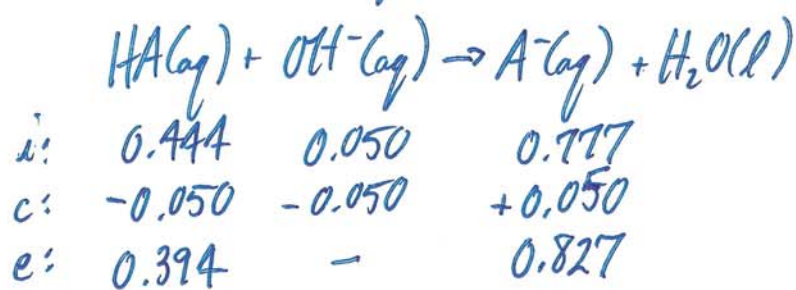 HA(aq) + OH⁻(aq) → A⁻(aq) + H₂O(l)
i: 0.444 0.050 0.777
c: -0.050 -0.050 +0.050
e: 0.394 - 0.827